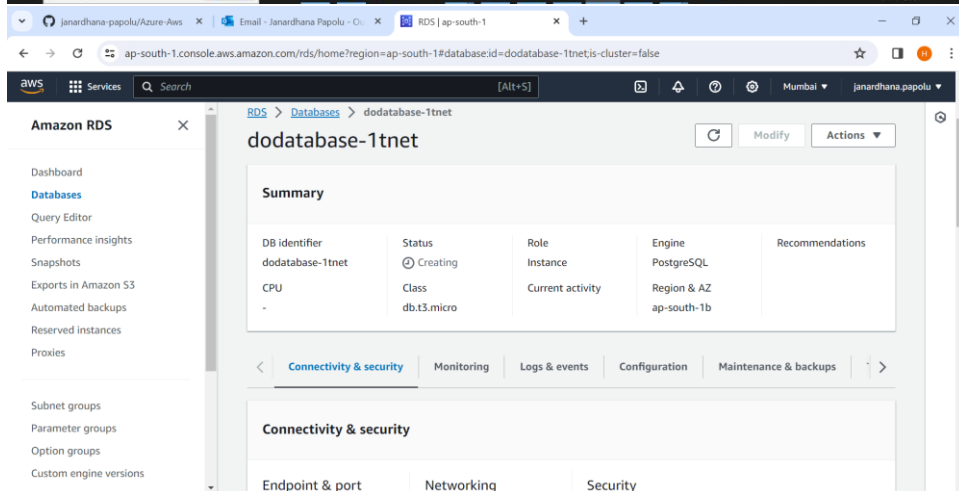 janardhana-papolu/Azure-Aws
Email - Janardhana Papolu - Ou
RDS | ap-south-1
ap-south-1.console.aws.amazon.com/rds/home?region=ap-south-1#database:id=dodatabase-1tnet;is-cluster=false
H
aws
Services
Search
[Alt+S]
Mumbai ▼
janardhana.papolu ▼
Amazon RDS
Dashboard
Databases
Query Editor
Performance insights
Snapshots
Exports in Amazon S3
Automated backups
Reserved instances
Proxies
Subnet groups
Parameter groups
Option groups
Custom engine versions
RDS > Databases > dodatabase-1tnet
dodatabase-1tnet
Modify
Actions ▼
Summary
DB identifier
dodatabase-1tnet
Status
Creating
Role
Instance
Engine
PostgreSQL
Recommendations
CPU
-
Class
db.t3.micro
Current activity
Region & AZ
ap-south-1b
Connectivity & security
Monitoring
Logs & events
Configuration
Maintenance & backups
Connectivity & security
Endpoint & port
Networking
Security